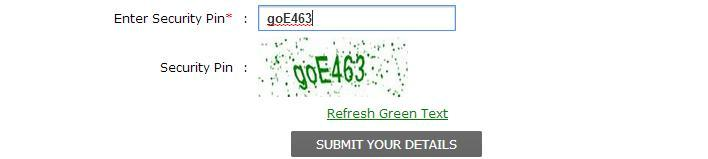 Enter Security Pin* : goE463
Security Pin : goE463
Refresh Green Text
SUBMIT YOUR DETAILS